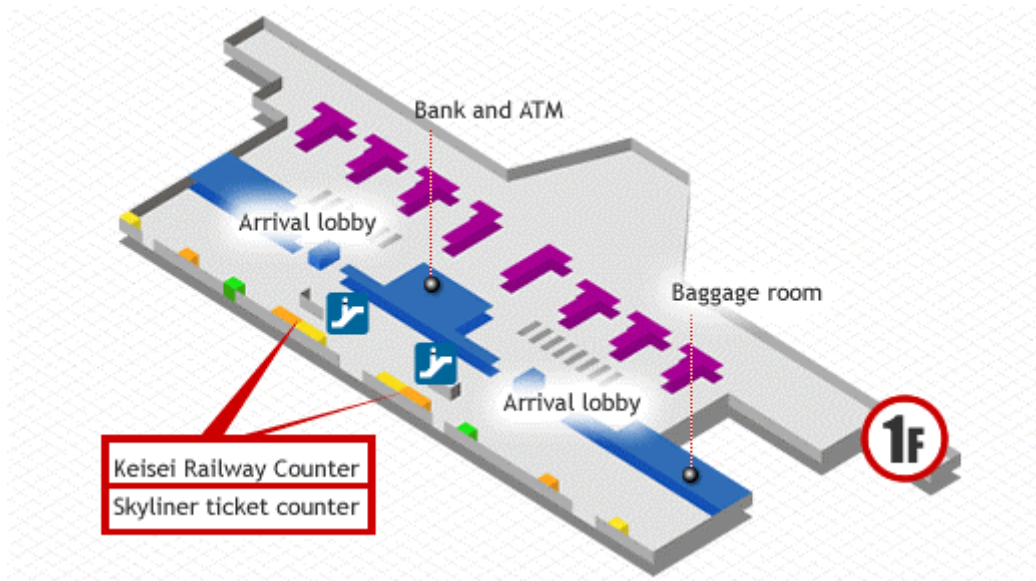 Bank and ATM
Arrival lobby
Baggage room
Arrival lobby
1F
Keisei Railway Counter
Skyliner ticket counter